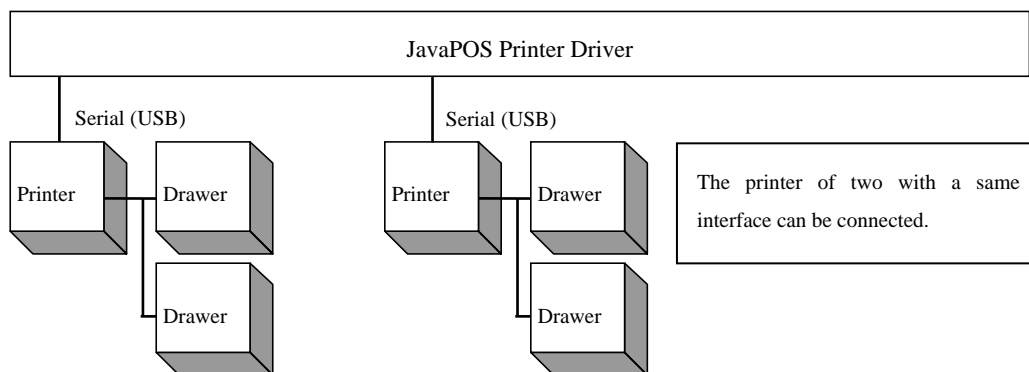 JavaPOS Printer Driver
Serial (USB)
Serial (USB)
Printer
Drawer
Printer
Drawer
The printer of two with a same
interface can be connected.
Drawer
Drawer